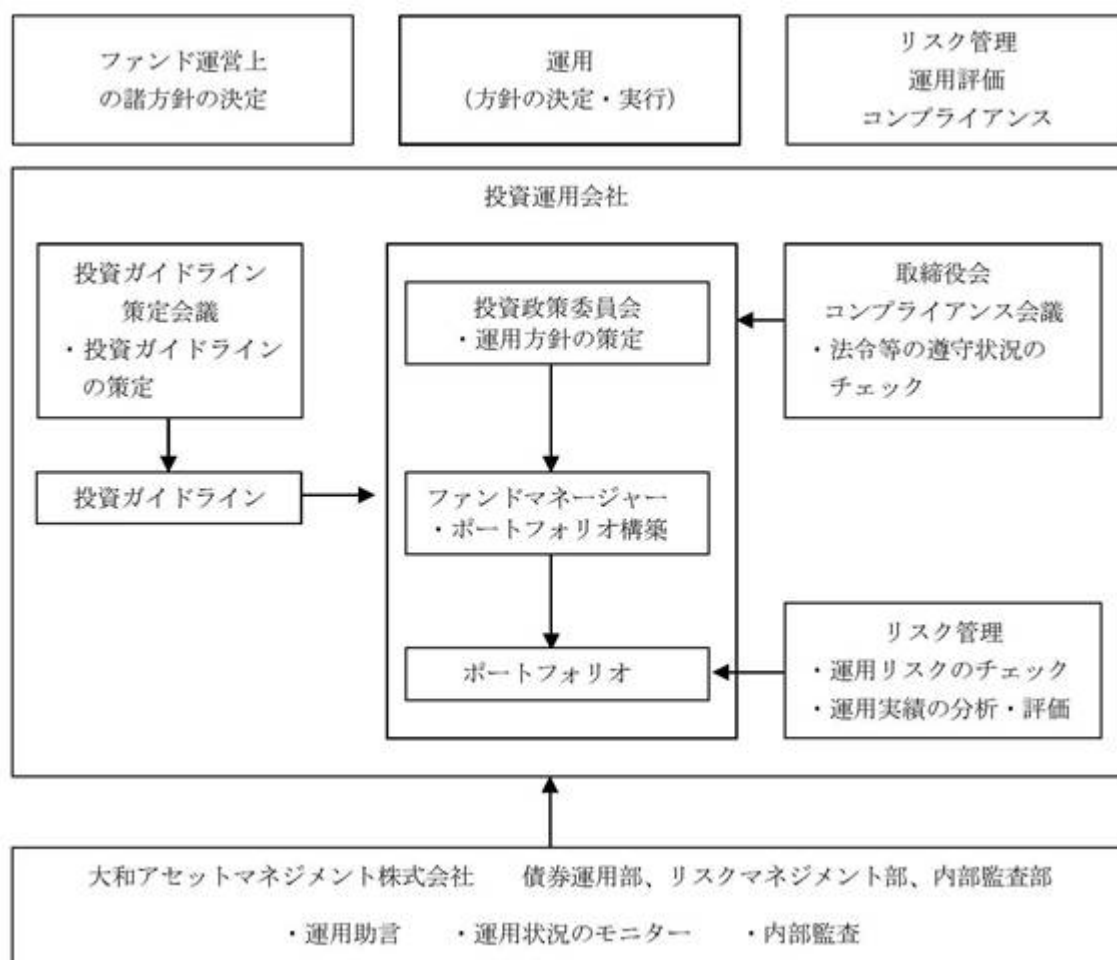 ファンド運営上
の諸方針の決定
運用
(方針の決定・実行)
リスク管理
運用評価
コンプライアンス
投資運用会社
投資ガイドライン
策定会議
・投資ガイドライン
の策定
投資ガイドライン
投資政策委員会
・運用方針の策定
ファンドマネージャー
・ポートフォリオ構築
ポートフォリオ
取締役会
コンプライアンス会議
・法令等の遵守状況の
チェック
リスク管理
・運用リスクのチェック
・運用実績の分析・評価
大和アセットマネジメント株式会社　債券運用部、リスクマネジメント部、内部監査部
・運用助言　・運用状況のモニター　・内部監査